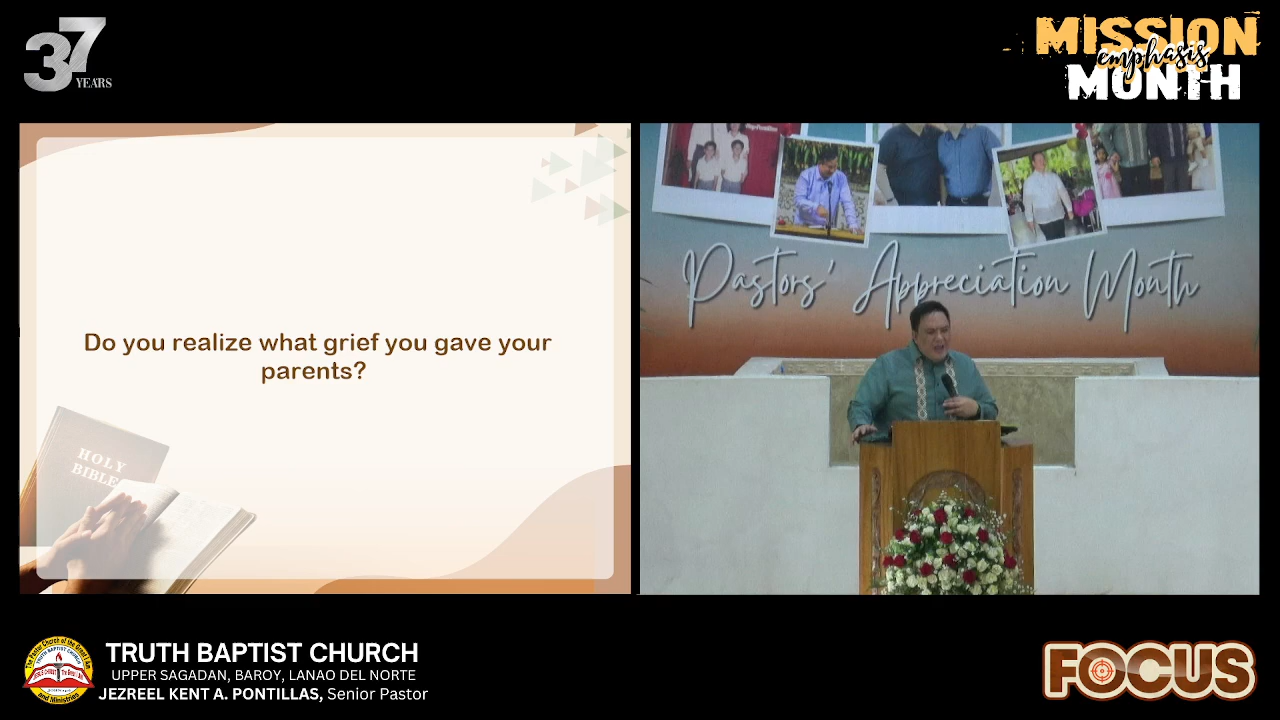 37
YEARS
MISSION
emphasis
MONTH
Do you realize what grief you gave your
parents?
HOLY
BIBLE
Pastors' Appreciation Month
TRUTH BAPTIST CHURCH
UPPER SAGADAN, BAROY, LANAO DEL NORTE
JEZREEL KENT A. PONTILLAS, Senior Pastor
FOCUS